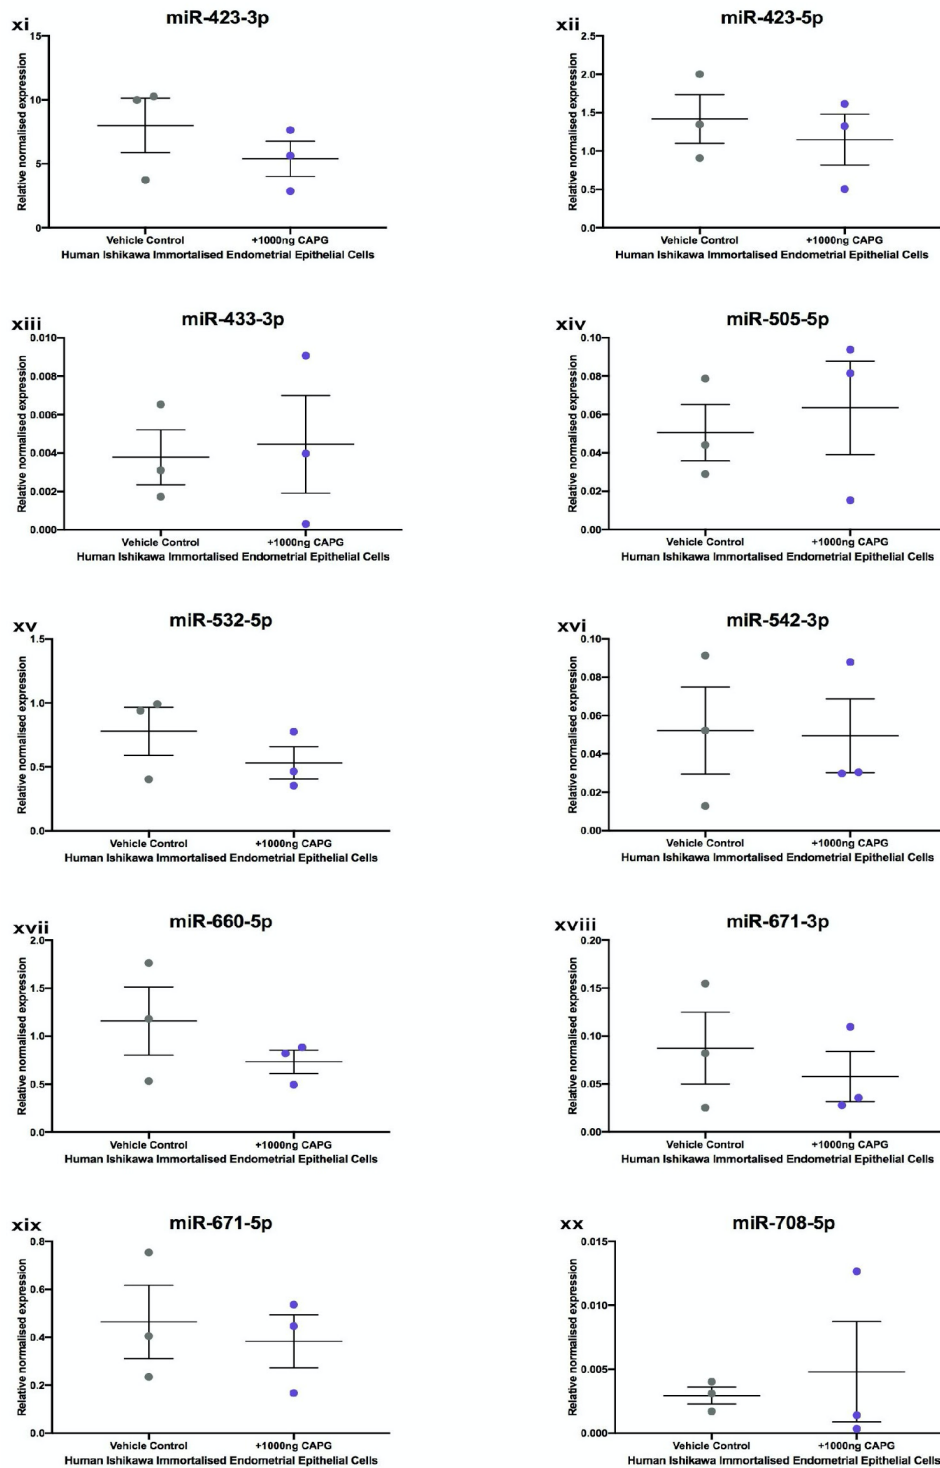 xi
miR-423-3p
Relative normalised expression
15
10
5
0
Vehicle Control +1000ng CAPG
Human Ishikawa Immortalised Endometrial Epithelial Cells
xii
miR-423-5p
Relative normalised expression
2.5
2.0
1.5
1.0
0.5
0.0
Vehicle Control +1000ng CAPG
Human Ishikawa Immortalised Endometrial Epithelial Cells
xiii
miR-433-3p
Relative normalised expression
0.010
0.008
0.006
0.004
0.002
0.000
Vehicle Control +1000ng CAPG
Human Ishikawa Immortalised Endometrial Epithelial Cells
xiv
miR-505-5p
Relative normalised expression
0.10
0.08
0.06
0.04
0.02
0.00
Vehicle Control +1000ng CAPG
Human Ishikawa Immortalised Endometrial Epithelial Cells
xv
miR-532-5p
Relative normalised expression
1.5
1.0
0.5
0.0
Vehicle Control +1000ng CAPG
Human Ishikawa Immortalised Endometrial Epithelial Cells
xvi
miR-542-3p
Relative normalised expression
0.10
0.08
0.06
0.04
0.02
0.00
Vehicle Control +1000ng CAPG
Human Ishikawa Immortalised Endometrial Epithelial Cells
xvii
miR-660-5p
Relative normalised expression
2.0
1.5
1.0
0.5
0.0
Vehicle Control +1000ng CAPG
Human Ishikawa Immortalised Endometrial Epithelial Cells
xviii
miR-671-3p
Relative normalised expression
0.20
0.15
0.10
0.05
0.00
Vehicle Control +1000ng CAPG
Human Ishikawa Immortalised Endometrial Epithelial Cells
xix
miR-671-5p
Relative normalised expression
0.8
0.6
0.4
0.2
0.0
Vehicle Control +1000ng CAPG
Human Ishikawa Immortalised Endometrial Epithelial Cells
xx
miR-708-5p
Relative normalised expression
0.015
0.010
0.005
0.000
Vehicle Control +1000ng CAPG
Human Ishikawa Immortalised Endometrial Epithelial Cells